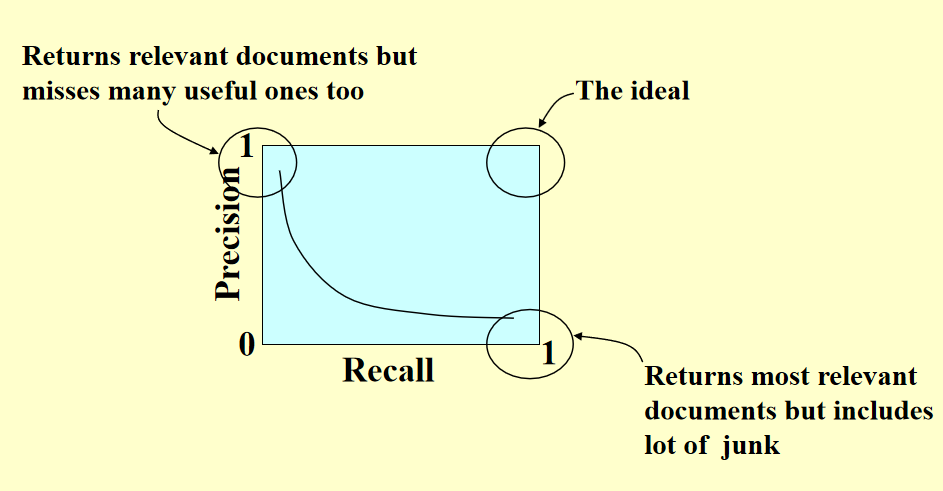 Returns relevant documents but
misses many useful ones too
The ideal
1
Precision
0
1
Recall
Returns most relevant
documents but includes
lot of junk